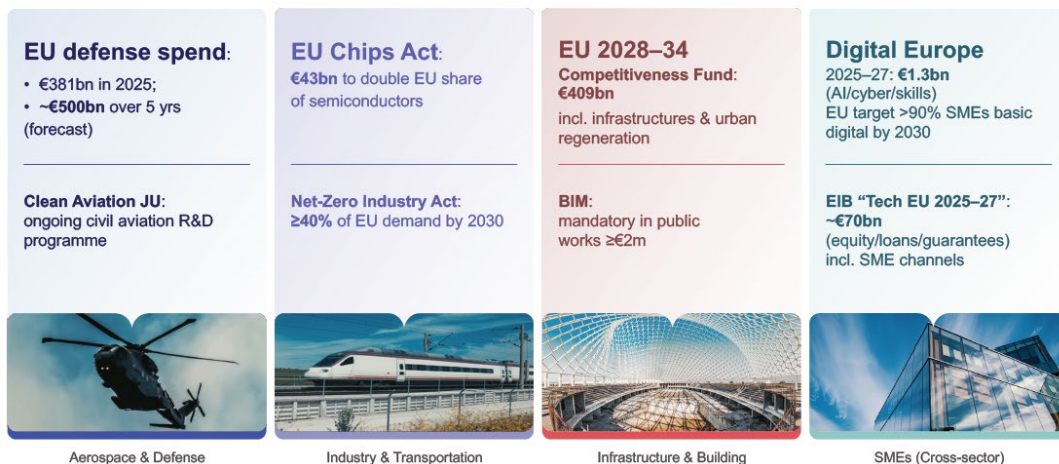 EU defense spend:
• €381bn in 2025;
• ~€500bn over 5 yrs
(forecast)
Clean Aviation JU:
ongoing civil aviation R&D
programme
Aerospace & Defense
EU Chips Act:
€43bn to double EU share
of semiconductors
Net-Zero Industry Act:
≥40% of EU demand by 2030
Industry & Transportation
EU 2028–34
Competitiveness Fund:
€409bn
incl. infrastructures & urban
regeneration
BIM:
mandatory in public
works ≥€2m
Infrastructure & Building
Digital Europe
2025–27: €1.3bn
(AI/cyber/skills)
EU target >90% SMEs basic
digital by 2030
EIB “Tech EU 2025–27”:
~€70bn
(equity/loans/guarantees)
incl. SME channels
SMEs (Cross-sector)